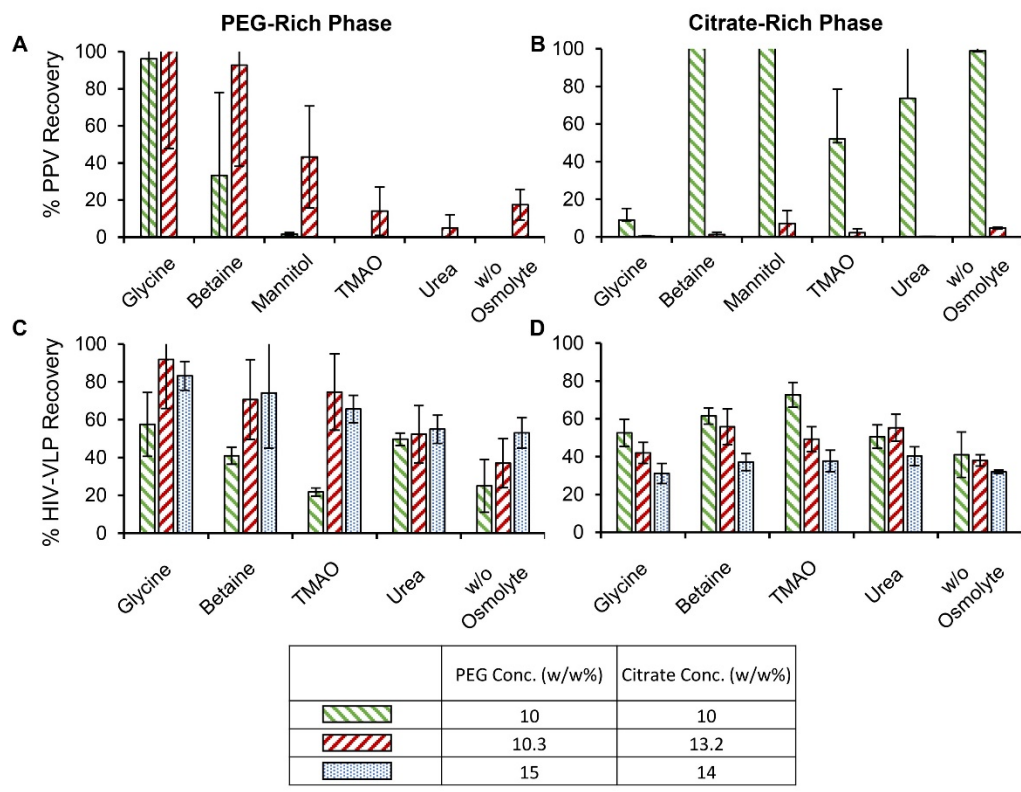 PEG-Rich Phase
Citrate-Rich Phase
A
% PPV Recovery
100
80
60
40
20
0
Glycine
Betaine
Mannitol
TMAO
Urea
w/o
Osmolyte
B
100
80
60
40
20
0
Glycine
Betaine
Mannitol
TMAO
Urea
w/o
Osmolyte
C
% HIV-VLP Recovery
100
80
60
40
20
0
Glycine
Betaine
TMAO
Urea
w/o
Osmolyte
D
100
80
60
40
20
0
Glycine
Betaine
TMAO
Urea
w/o
Osmolyte
PEG Conc. (w/w%) Citrate Conc. (w/w%)
10 10
10.3 13.2
15 14